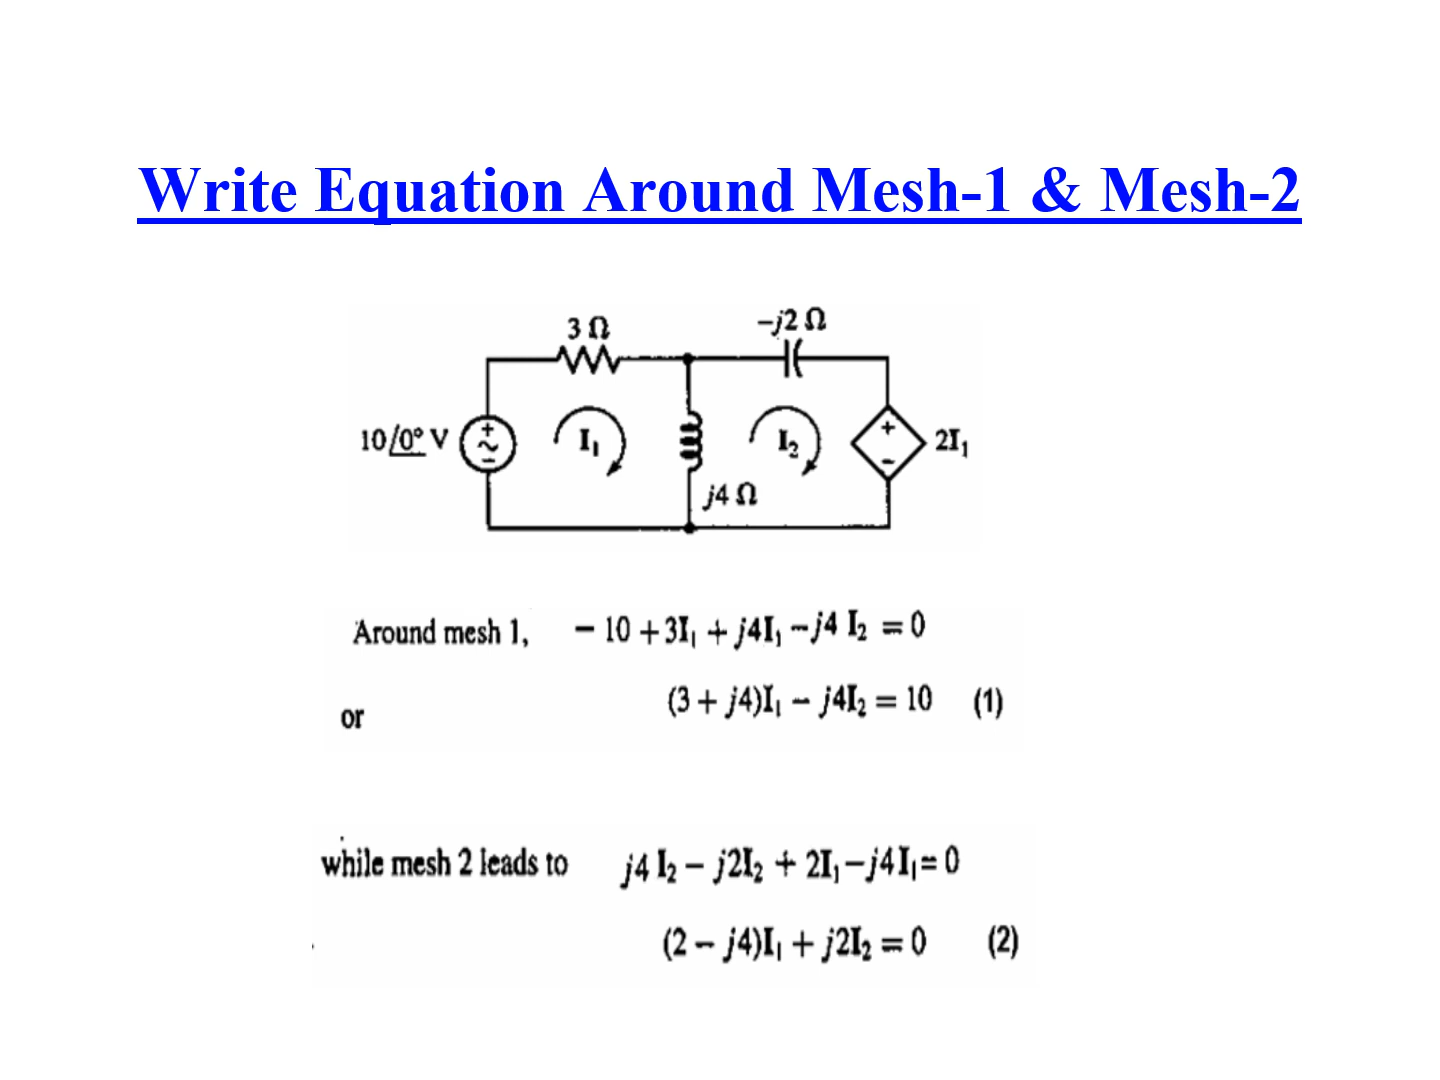 Write Equation Around Mesh-1 & Mesh-2
3 Ω
−j2 Ω
10/0° V
+
~
−
I₁
I₂
+
−
2I₁
j4 Ω
Around mesh 1, − 10 + 3I₁ + j4I₁ − j4 I₂ = 0
or (3 + j4)I₁ − j4I₂ = 10 (1)
while mesh 2 leads to j4 I₂ − j2I₂ + 2I₁ − j4I₁ = 0
(2 − j4)I₁ + j2I₂ = 0 (2)